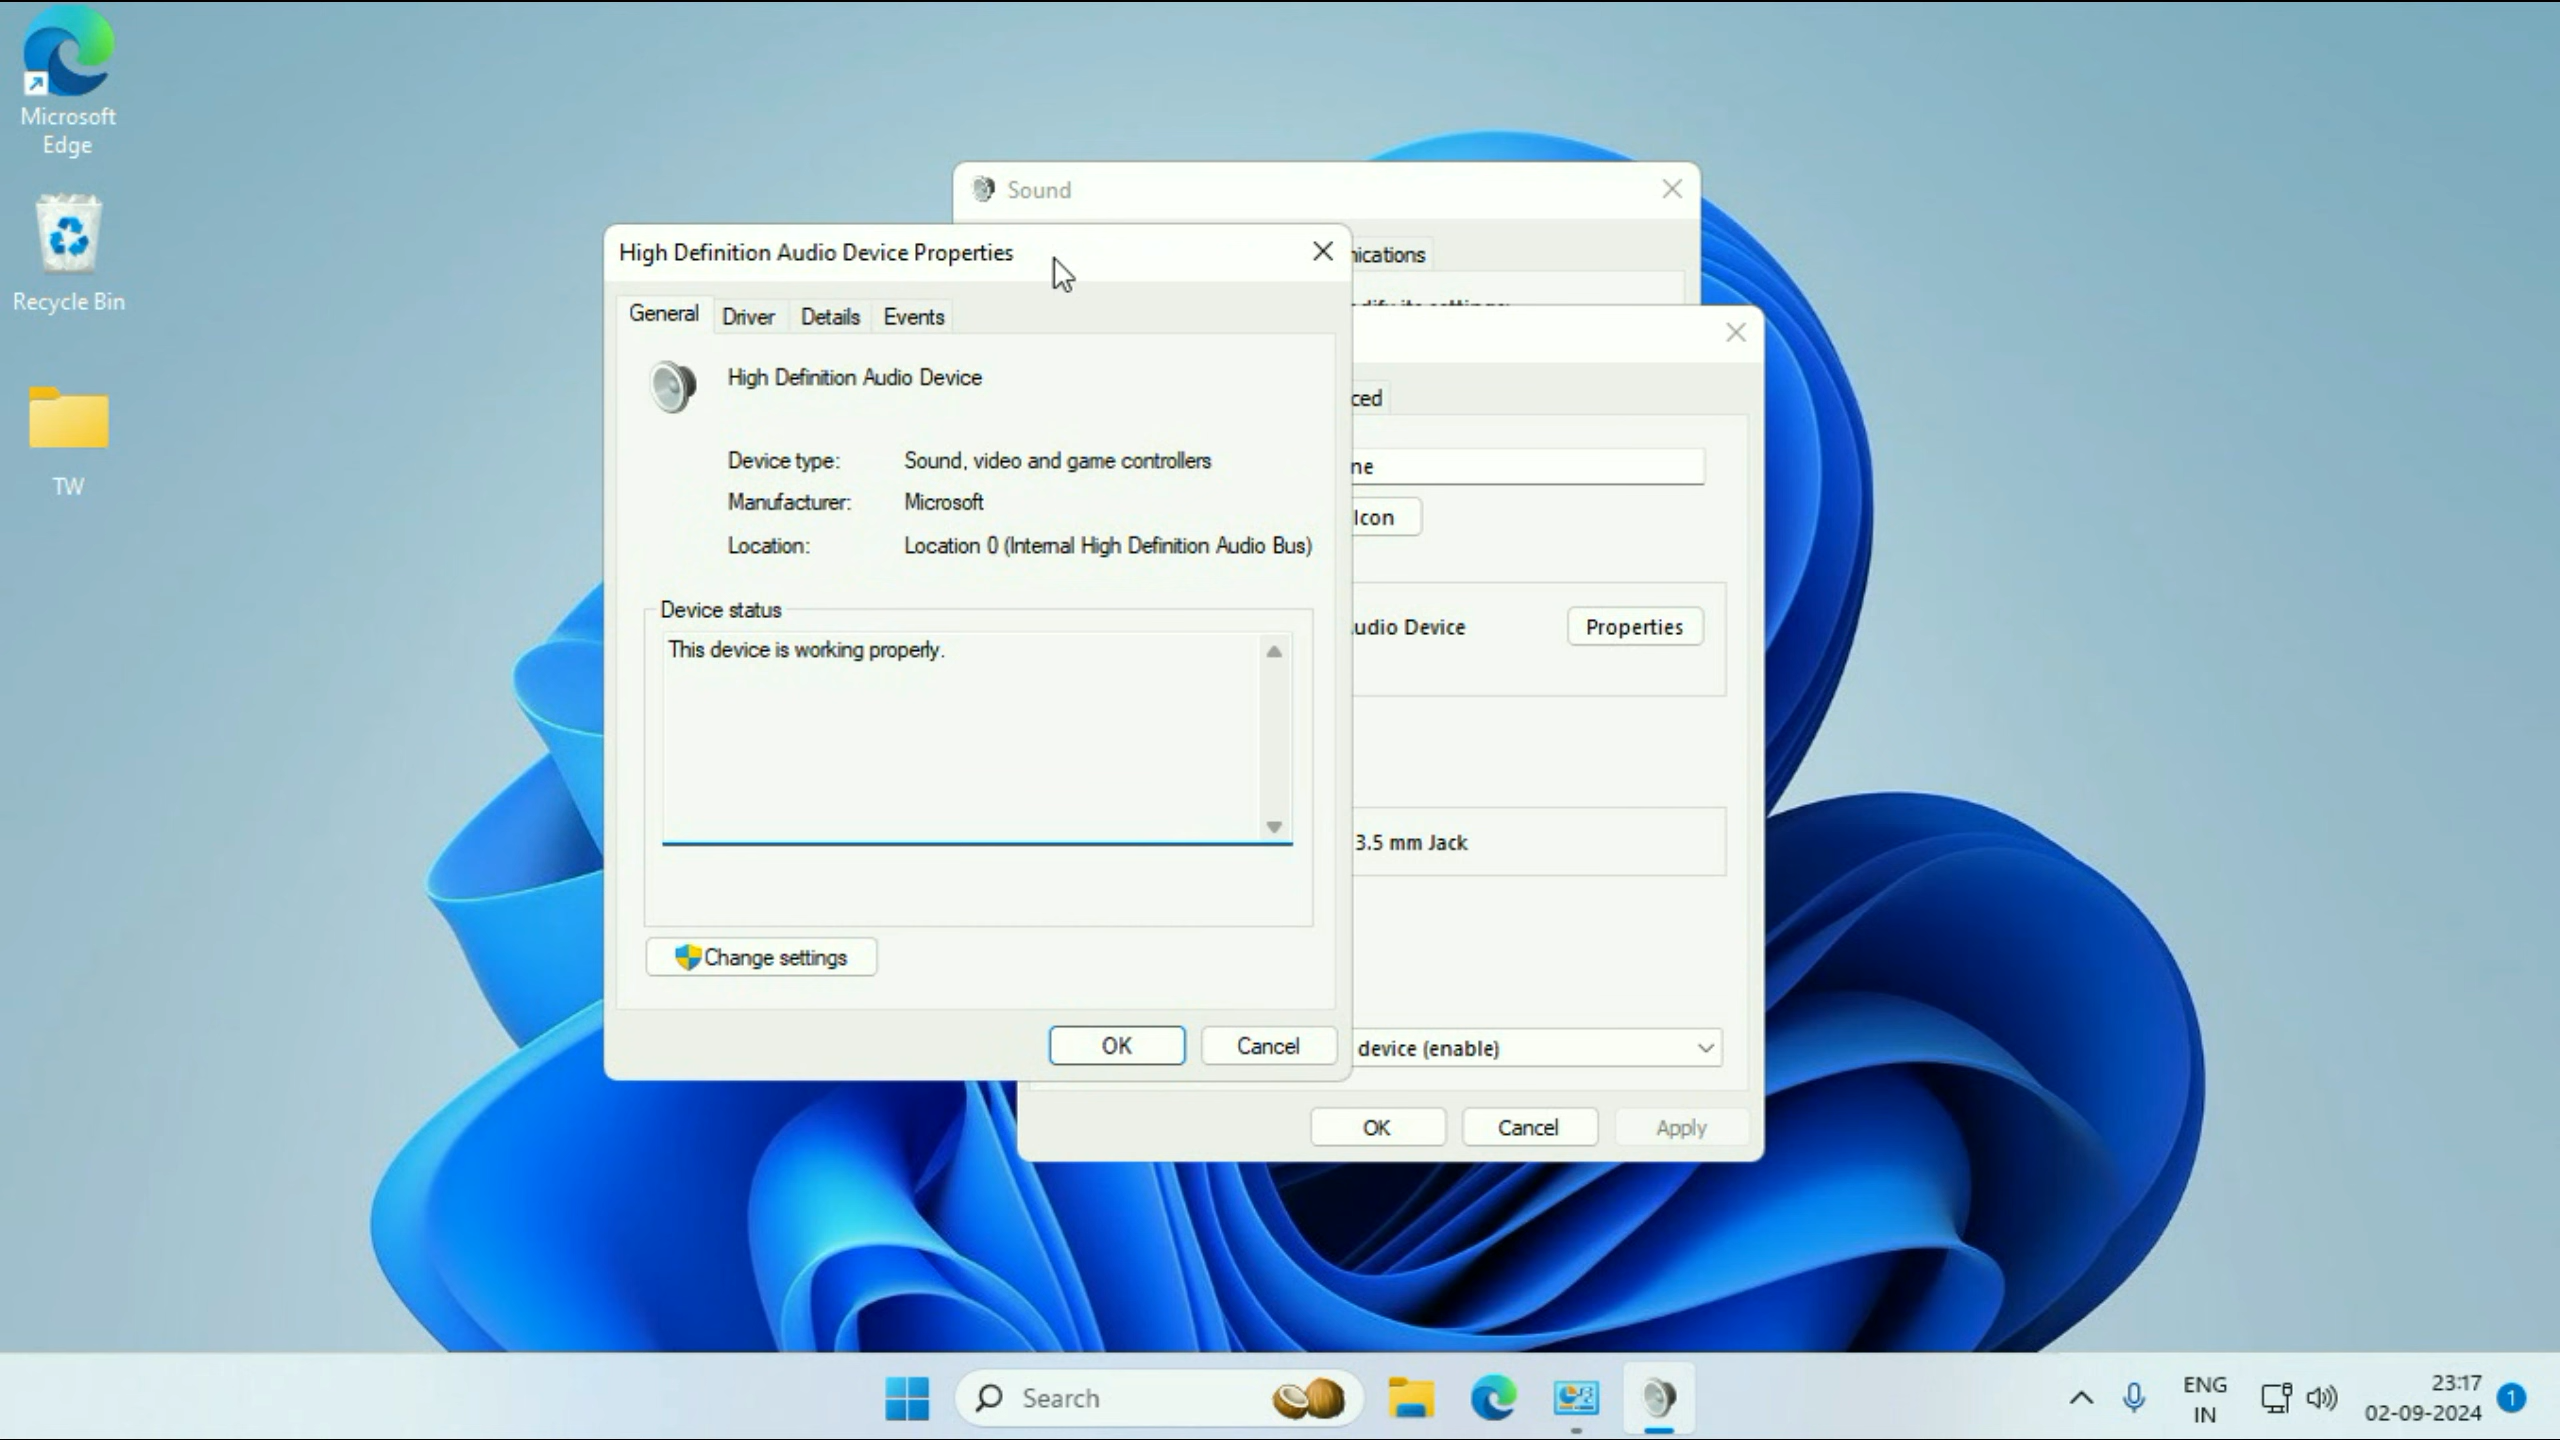 Microsoft
Edge
Recycle Bin
TW
Sound
High Definition Audio Device Properties
General Driver Details Events
High Definition Audio Device
Device type: Sound, video and game controllers
Manufacturer: Microsoft
Location: Location 0 (Internal High Definition Audio Bus)
Device status
This device is working properly.
Change settings
OK Cancel
nications
dify its settings:
ced
ne
Icon
udio Device Properties
3.5 mm Jack
device (enable)
OK Cancel Apply
Search
ENG
IN
23:17
02-09-2024
1